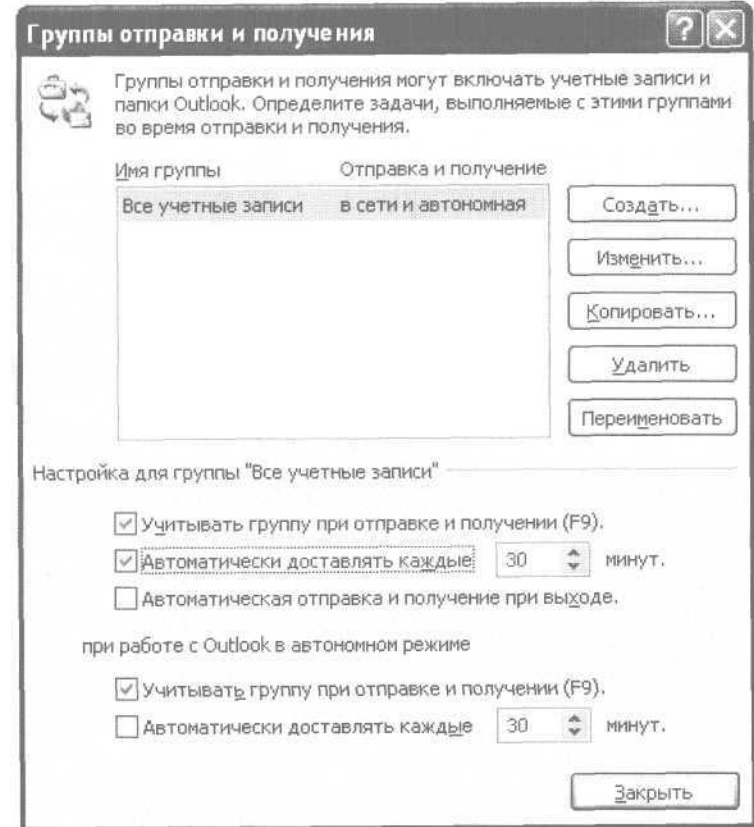 Группы отправки и получения
Группы отправки и получения могут включать учетные записи и
папки Outlook. Определите задачи, выполняемые с этими группами
во время отправки и получения.
Имя группы Отправка и получение
Все учетные записи в сети и автономная
Создать...
Изменить...
Копировать...
Удалить
Переименовать
Настройка для группы "Все учетные записи"
Учитывать группу при отправке и получении (F9).
Автоматически доставлять каждые 30 минут.
Автоматическая отправка и получение при выходе.
при работе с Outlook в автономном режиме
Учитывать группу при отправке и получении (F9).
Автоматически доставлять каждые 30 минут.
Закрыть